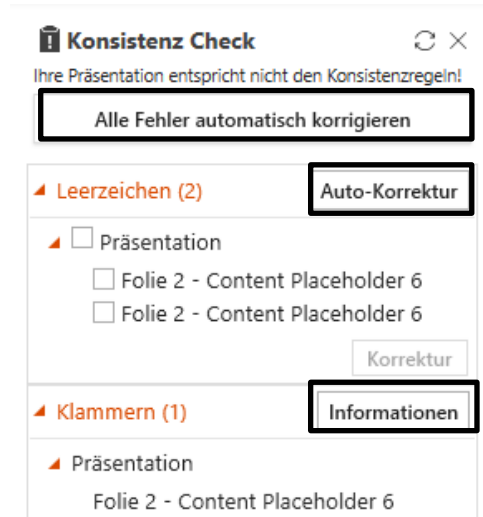 Konsistenz Check
Ihre Präsentation entspricht nicht den Konsistenzregeln!
Alle Fehler automatisch korrigieren
Leerzeichen (2) Auto-Korrektur
Präsentation
Folie 2 - Content Placeholder 6
Folie 2 - Content Placeholder 6
Korrektur
Klammern (1) Informationen
Präsentation
Folie 2 - Content Placeholder 6